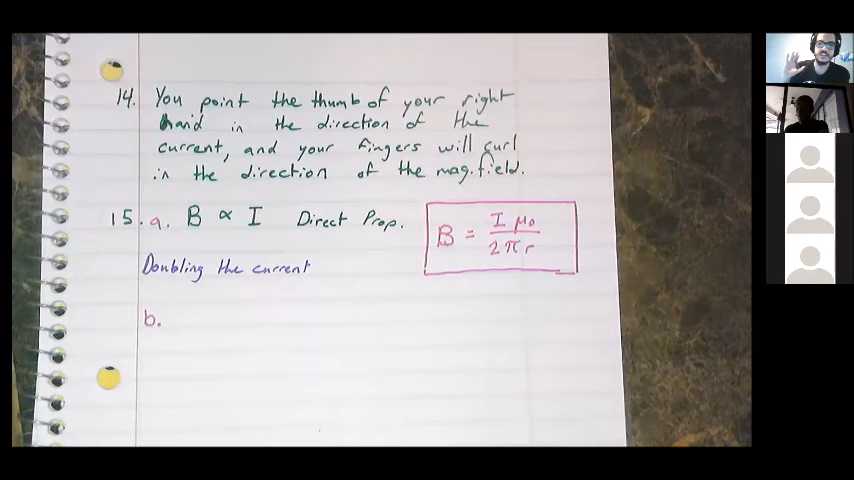 14. You point the thumb of your right
hand in the direction of the
current, and your fingers will curl
in the direction of the mag. field.
15. a. B ∝ I Direct Prop.
B = I μ₀ / 2πr
Doubling the current
b.